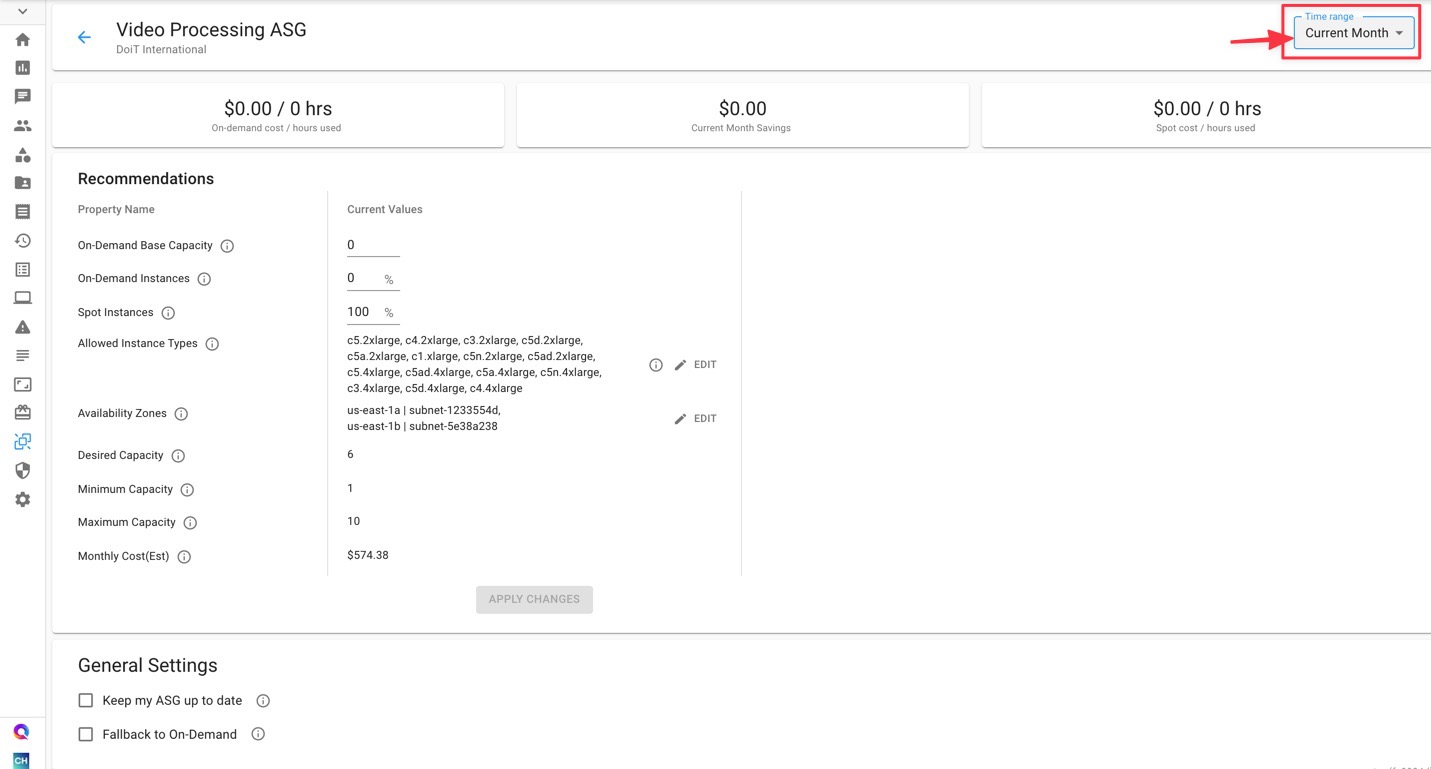 Video Processing ASG
DoiT International
Time range
Current Month
$0.00 / 0 hrs
On-demand cost / hours used
$0.00
Current Month Savings
$0.00 / 0 hrs
Spot cost / hours used
Recommendations
Property Name
Current Values
On-Demand Base Capacity
0
On-Demand Instances
0 %
Spot Instances
100 %
Allowed Instance Types
c5.2xlarge, c4.2xlarge, c3.2xlarge, c5d.2xlarge,
c5a.2xlarge, c1.xlarge, c5n.2xlarge, c5ad.2xlarge,
c5.4xlarge, c5ad.4xlarge, c5a.4xlarge, c5n.4xlarge,
c3.4xlarge, c5d.4xlarge, c4.4xlarge
EDIT
Availability Zones
us-east-1a | subnet-1233554d,
us-east-1b | subnet-5e38a238
EDIT
Desired Capacity
6
Minimum Capacity
1
Maximum Capacity
10
Monthly Cost(Est)
$574.38
APPLY CHANGES
General Settings
Keep my ASG up to date
Fallback to On-Demand
CH